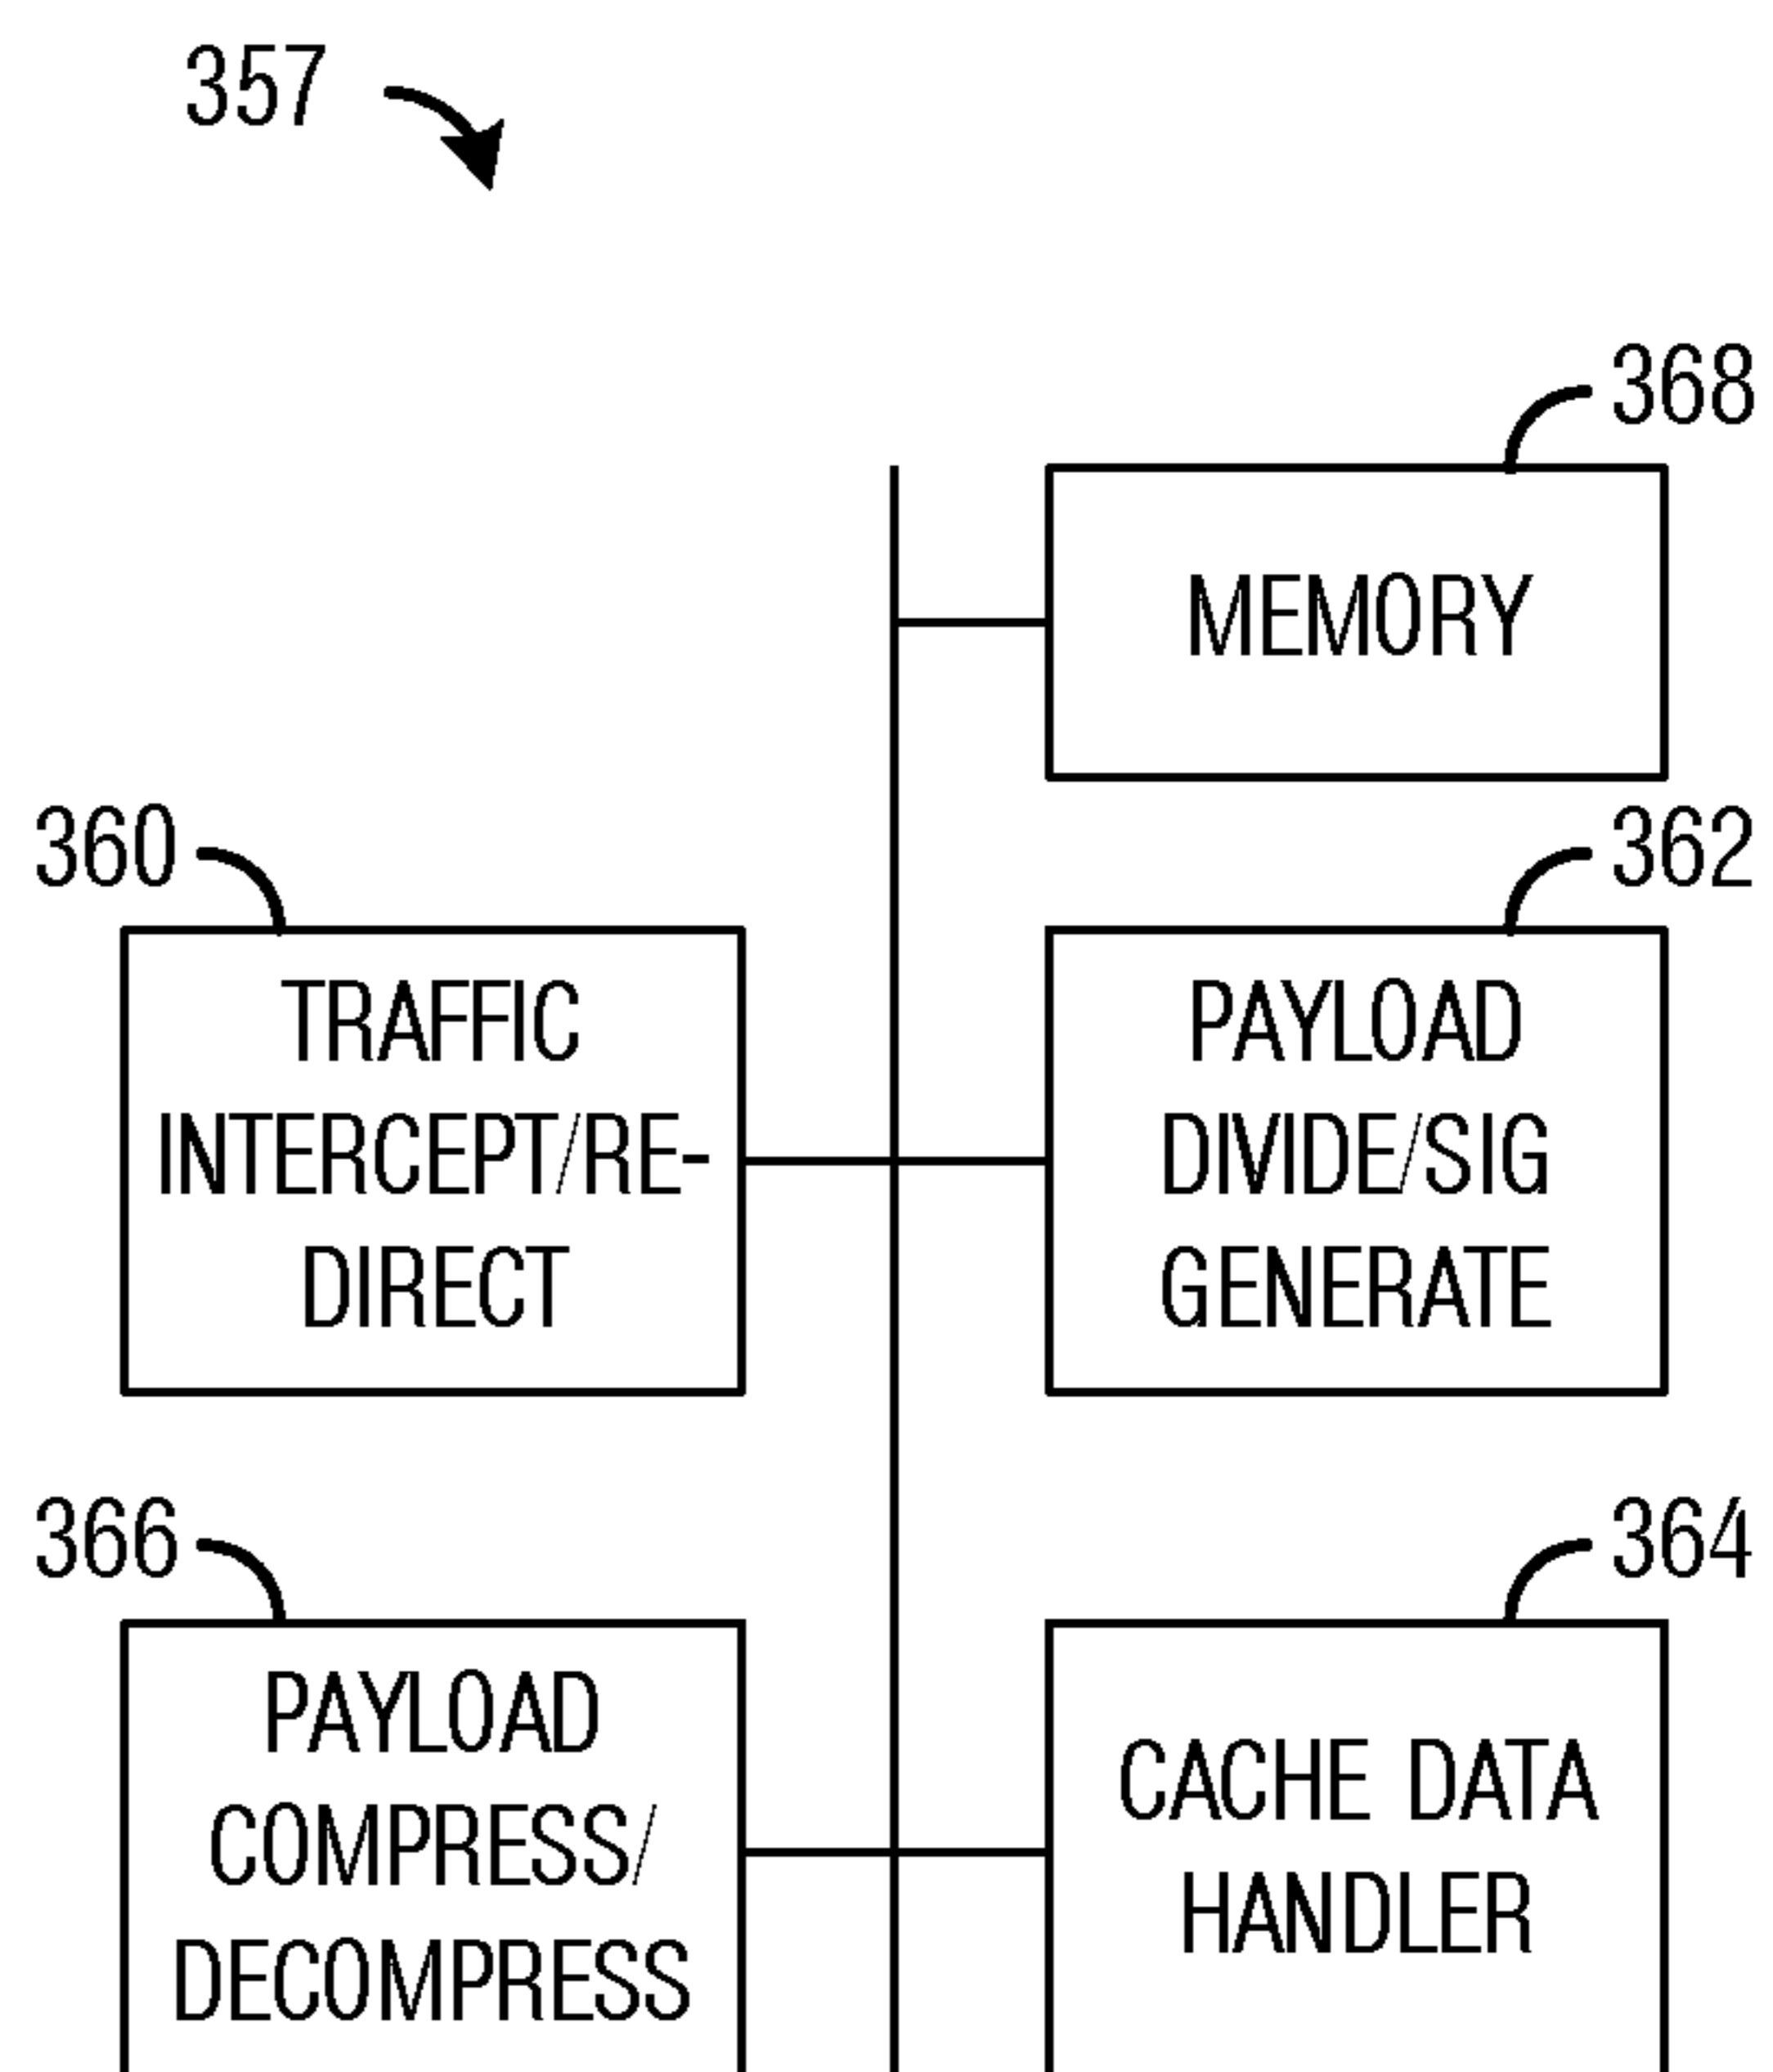 357
368
MEMORY
360
TRAFFIC
INTERCEPT/RE-
DIRECT
362
PAYLOAD
DIVIDE/SIG
GENERATE
366
PAYLOAD
COMPRESS/
DECOMPRESS
364
CACHE DATA
HANDLER